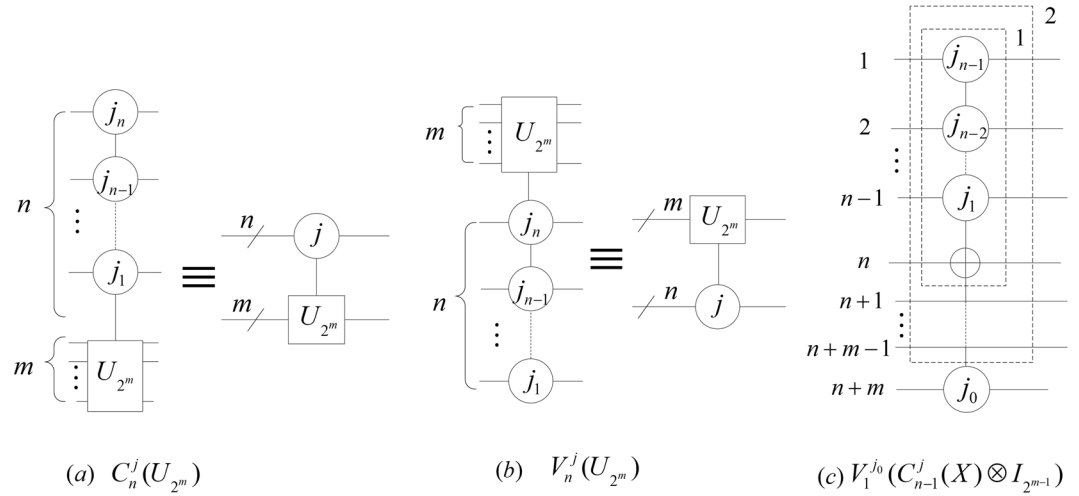 j_n
j_{n-1}
n
⋮
j_1
≡
m
⋮
U_{2^m}
n
j
m
U_{2^m}
(a) C_n^j(U_{2^m})
m
⋮
U_{2^m}
j_n
j_{n-1}
n
⋮
j_1
≡
m
U_{2^m}
n
j
(b) V_n^j(U_{2^m})
2
1
1
j_{n-1}
2
j_{n-2}
⋮
n-1
j_1
n
n+1
⋮
n+m-1
n+m
j_0
(c) V_1^{j_0}(C_{n-1}^j(X) ⊗ I_{2^{m-1}})